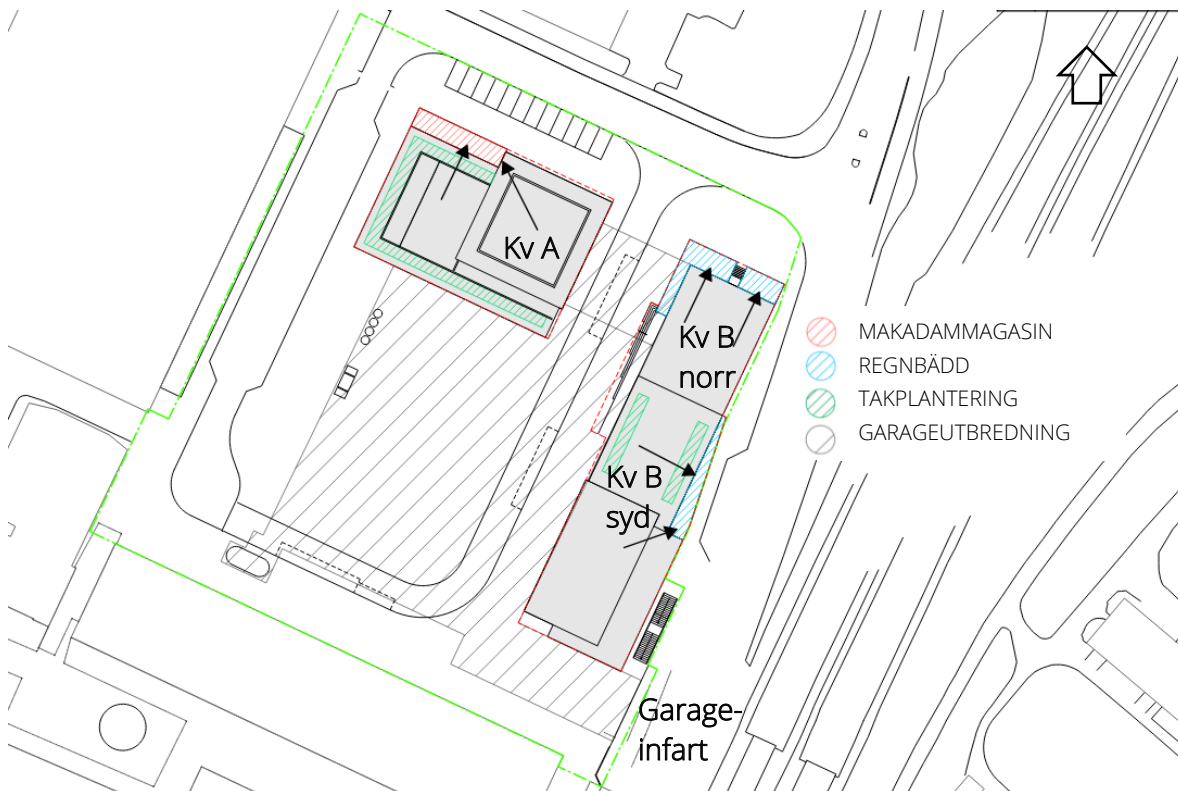 Kv A
Kv B
norr
MAKADAMMAGASIN
REGNBÄDD
TAKPLANTERING
GARAGEUTBREDNING
Kv B
syd
Garage-
infart